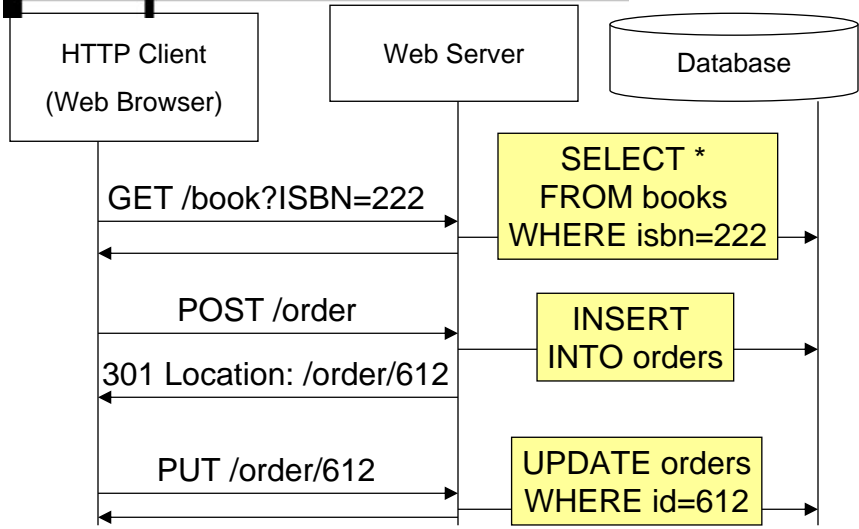 HTTP Client
(Web Browser)
Web Server
Database
GET /book?ISBN=222
SELECT *
FROM books
WHERE isbn=222
POST /order
INSERT
INTO orders
301 Location: /order/612
PUT /order/612
UPDATE orders
WHERE id=612